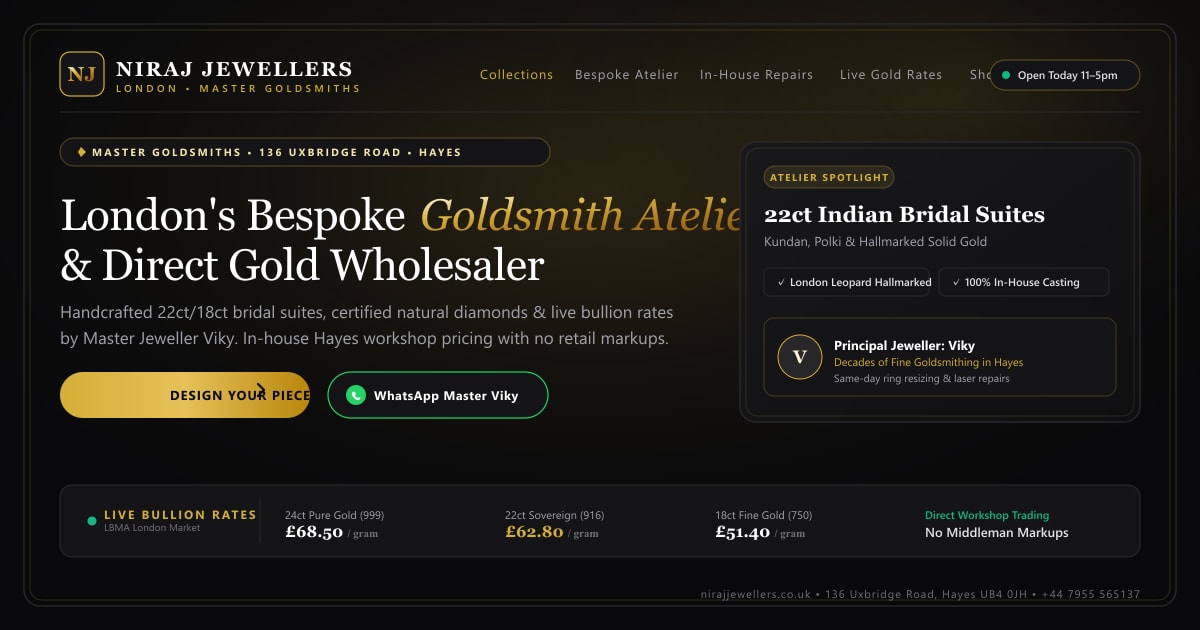 NJ
NIRAJ JEWELLERS
LONDON • MASTER GOLDSMITHS
Collections
Bespoke Atelier
In-House Repairs
Live Gold Rates
Open Today 11–5pm
MASTER GOLDSMITHS • 136 UXBRIDGE ROAD • HAYES
London's Bespoke Goldsmith Atelie
& Direct Gold Wholesaler
Handcrafted 22ct/18ct bridal suites, certified natural diamonds & live bullion rates
by Master Jeweller Viky. In-house Hayes workshop pricing with no retail markups.
DESIGN YOUR PIECE
WhatsApp Master Viky
ATELIER SPOTLIGHT
22ct Indian Bridal Suites
Kundan, Polki & Hallmarked Solid Gold
✓ London Leopard Hallmarked
✓ 100% In-House Casting
V
Principal Jeweller: Viky
Decades of Fine Goldsmithing in Hayes
Same-day ring resizing & laser repairs
LIVE BULLION RATES
LBMA London Market
24ct Pure Gold (999)
£68.50 / gram
22ct Sovereign (916)
£62.80 / gram
18ct Fine Gold (750)
£51.40 / gram
Direct Workshop Trading
No Middleman Markups
nirajjewellers.co.uk • 136 Uxbridge Road, Hayes UB4 0JH • +44 7955 565137